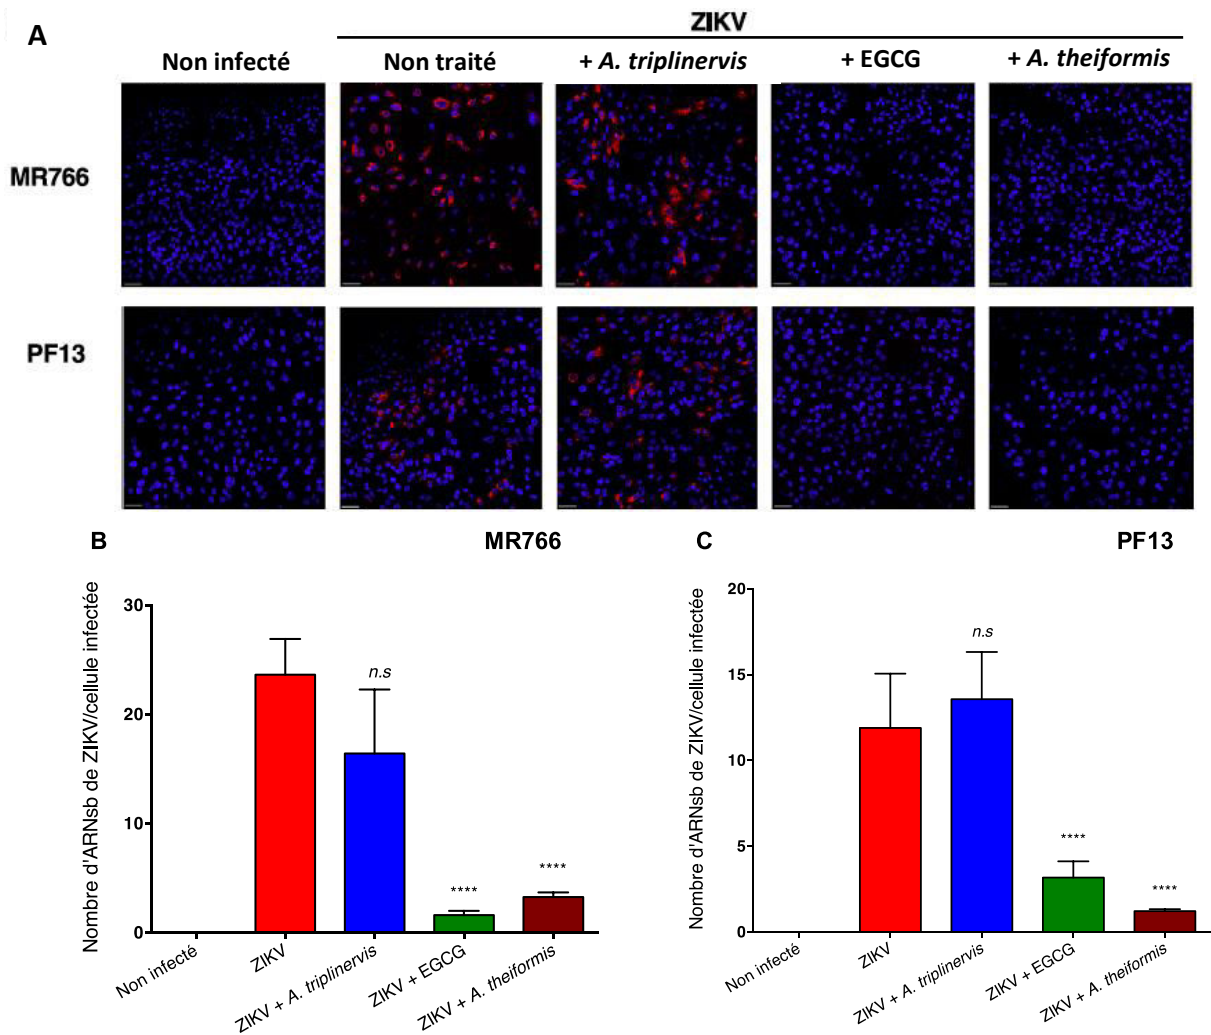 A
ZIKV
Non infecté
Non traité
+ A. triplinervis
+ EGCG
+ A. theiformis
MR766
PF13
B
MR766
Nombre d'ARNsb de ZIKV/cellule infectée
30
20
10
0
n.s
****
****
Non infecté
ZIKV
ZIKV + A. triplinervis
ZIKV + EGCG
ZIKV + A. theiformis
C
PF13
Nombre d'ARNsb de ZIKV/cellule infectée
20
15
10
5
0
n.s
****
****
Non infecté
ZIKV
ZIKV + A. triplinervis
ZIKV + EGCG
ZIKV + A. theiformis